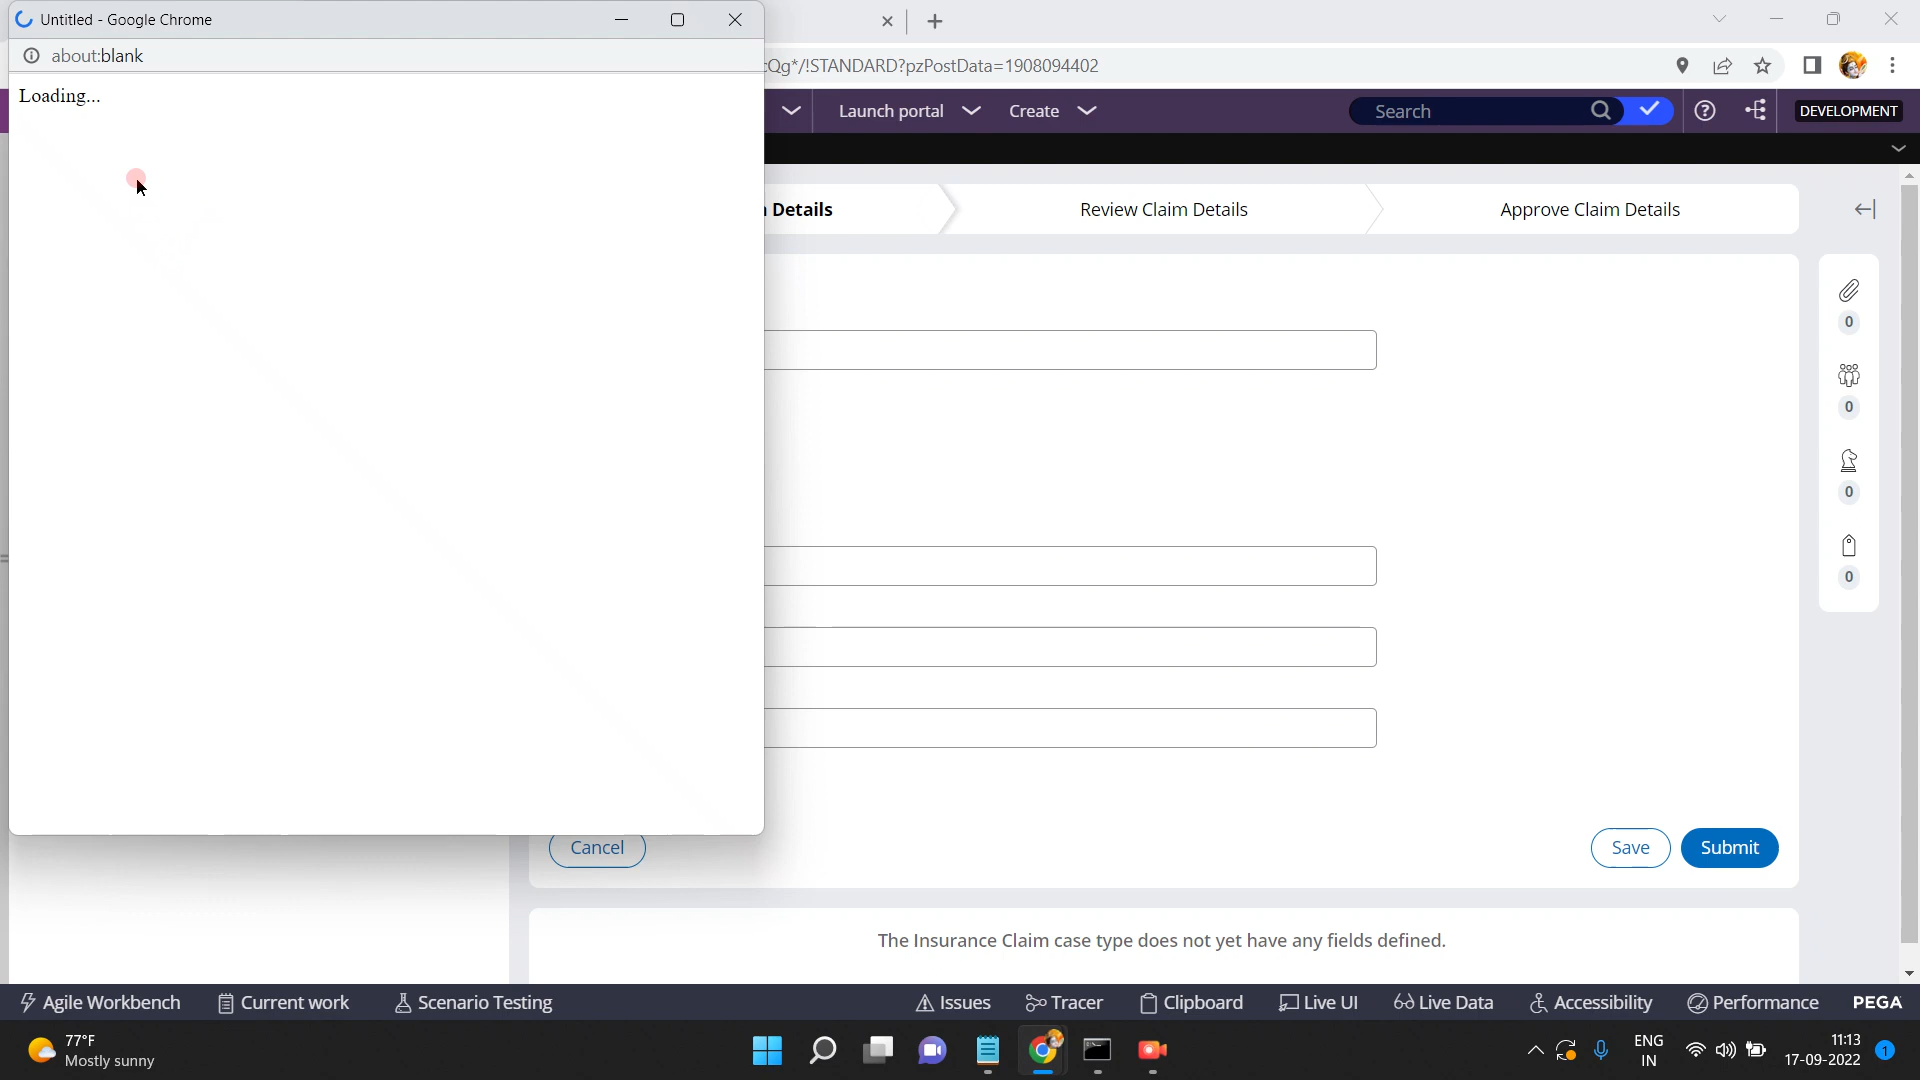 Untitled - Google Chrome
about:blank
Loading...
Qg*/!STANDARD?pzPostData=1908094402
Launch portal
Create
Search
DEVELOPMENT
Details
Review Claim Details
Approve Claim Details
0
0
0
0
Cancel
Save
Submit
The Insurance Claim case type does not yet have any fields defined.
Agile Workbench
Current work
Scenario Testing
Issues
Tracer
Clipboard
Live UI
Live Data
Accessibility
Performance
PEGA
77°F
Mostly sunny
ENG
IN
11:13
17-09-2022
1